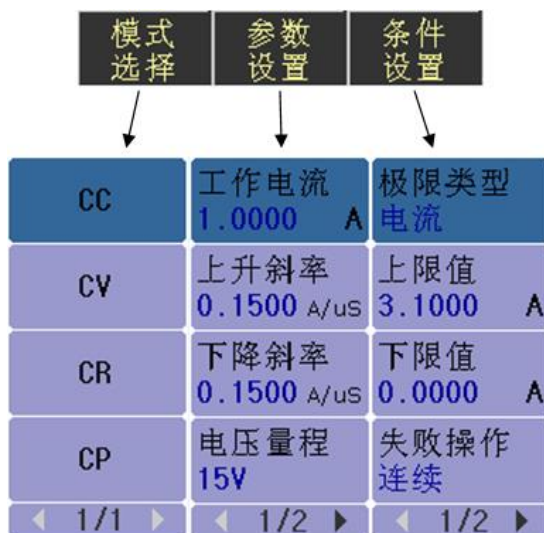 模式
选择
参数
设置
条件
设置
CC
工作电流
1.0000 A
极限类型
电流
CV
上升斜率
0.1500 A/uS
上限值
3.1000 A
CR
下降斜率
0.1500 A/uS
下限值
0.0000 A
CP
电压量程
15V
失败操作
连续
◀ 1/1 ▶
◀ 1/2 ▶
◀ 1/2 ▶